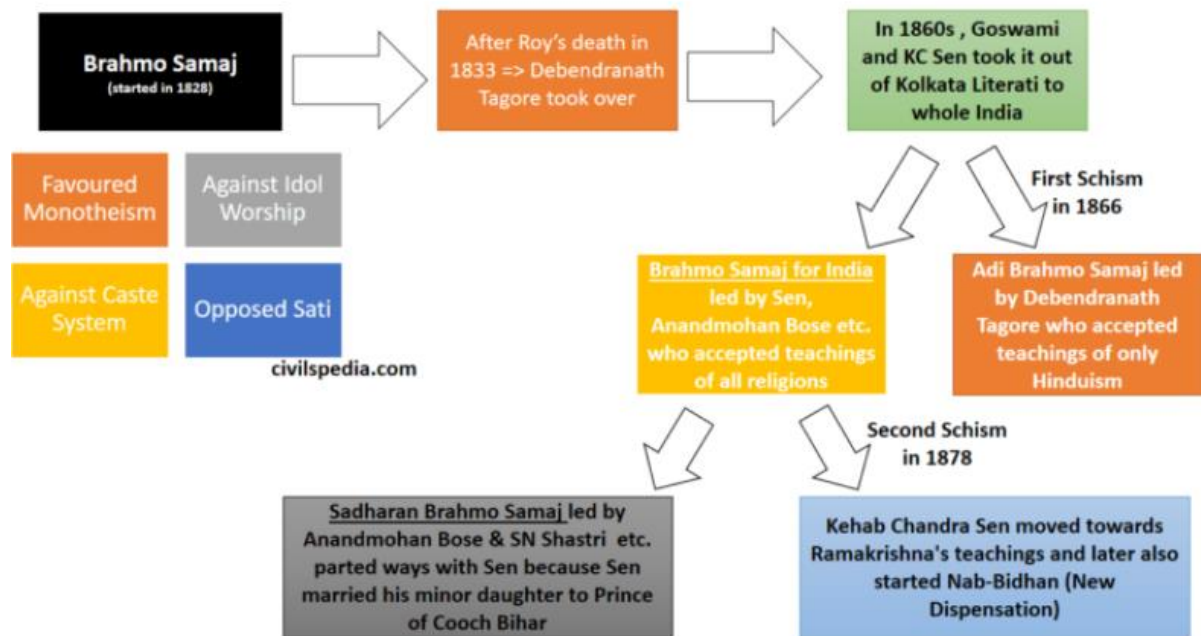 Brahmo Samaj
(started in 1828)
After Roy's death in
1833 => Debendranath
Tagore took over
In 1860s , Goswami
and KC Sen took it out
of Kolkata Literati to
whole India
Favoured
Monotheism
Against Idol
Worship
Against Caste
System
Opposed Sati
civilspedia.com
First Schism
in 1866
Brahmo Samaj for India
led by Sen,
Anandmohan Bose etc.
who accepted teachings
of all religions
Adi Brahmo Samaj led
by Debendranath
Tagore who accepted
teachings of only
Hinduism
Second Schism
in 1878
Sadharan Brahmo Samaj led by
Anandmohan Bose & SN Shastri etc.
parted ways with Sen because Sen
married his minor daughter to Prince
of Cooch Bihar
Kehab Chandra Sen moved towards
Ramakrishna's teachings and later also
started Nab-Bidhan (New
Dispensation)